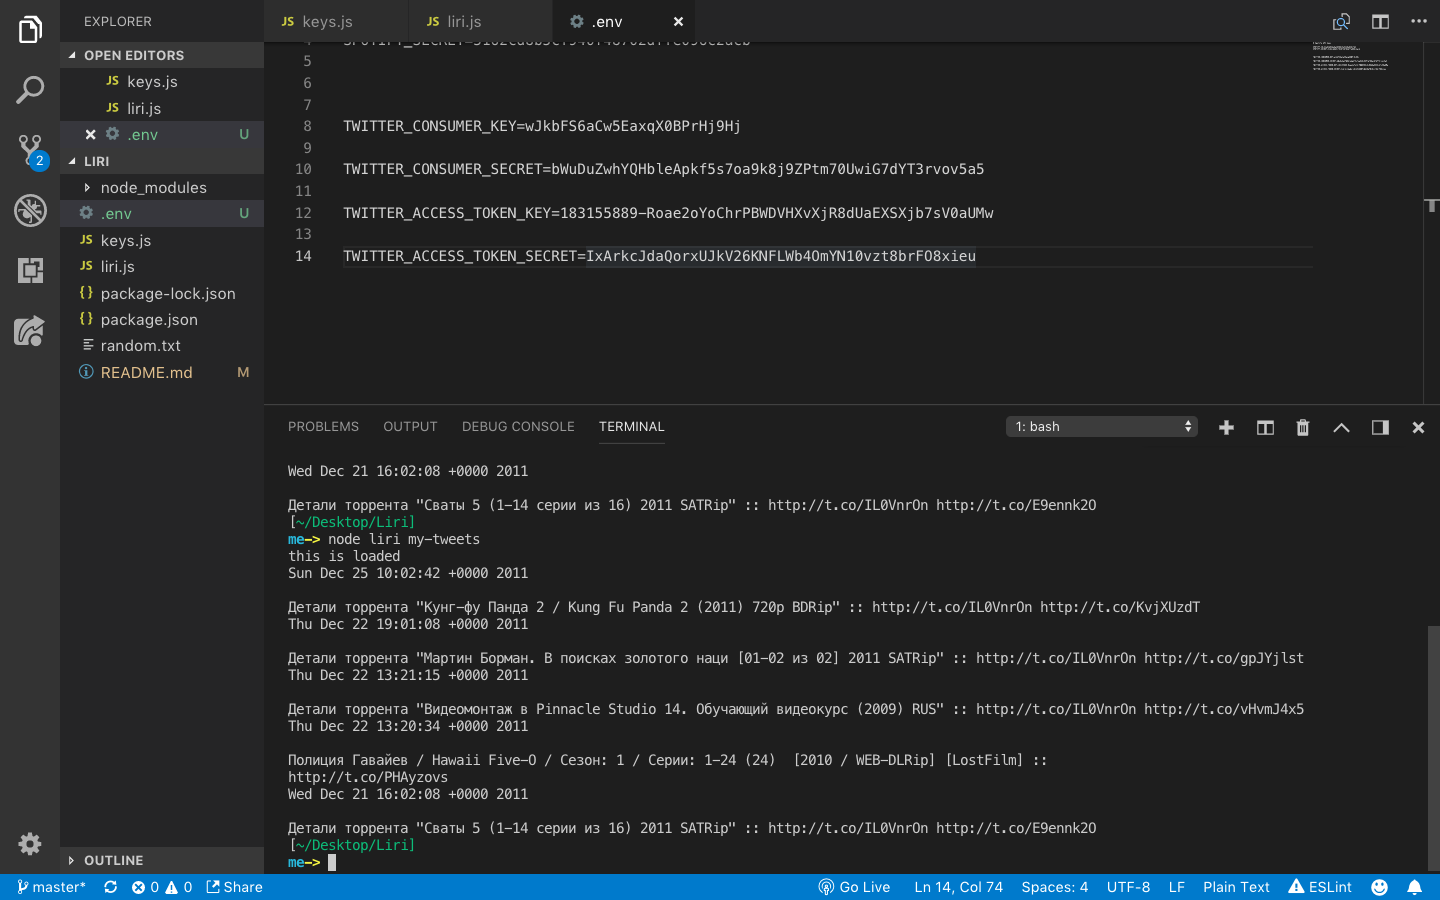 EXPLORER
OPEN EDITORS
JS keys.js
JS liri.js
.env U
LIRI
node_modules
.env U
JS keys.js
JS liri.js
{} package-lock.json
{} package.json
random.txt
README.md M
OUTLINE
2
JS keys.js
JS liri.js
.env
5
6
7
8 TWITTER_CONSUMER_KEY=wJkbFS6aCw5EaxqX0BPrHj9Hj
9
10 TWITTER_CONSUMER_SECRET=bWuDuZwhYQHbleApkf5s7oa9k8j9ZPtm70UwiG7dYT3rvov5a5
11
12 TWITTER_ACCESS_TOKEN_KEY=183155889-Roae2oYoChrPBWDVHXvXjR8dUaEXSXjb7sV0aUMw
13
14 TWITTER_ACCESS_TOKEN_SECRET=IxArkcJdaQorxUJkV26KNFLWb4OmYN10vzt8brFO8xieu
PROBLEMS OUTPUT DEBUG CONSOLE TERMINAL 1: bash
Wed Dec 21 16:02:08 +0000 2011
Детали торрента "Сваты 5 (1-14 серии из 16) 2011 SATRip" :: http://t.co/IL0VnrOn http://t.co/E9ennk2O
[~/Desktop/Liri]
me-> node liri my-tweets
this is loaded
Sun Dec 25 10:02:42 +0000 2011
Детали торрента "Кунг-фу Панда 2 / Kung Fu Panda 2 (2011) 720p BDRip" :: http://t.co/IL0VnrOn http://t.co/KvjXUzdT
Thu Dec 22 19:01:08 +0000 2011
Детали торрента "Мартин Борман. В поисках золотого наци [01-02 из 02] 2011 SATRip" :: http://t.co/IL0VnrOn http://t.co/gpJYjlst
Thu Dec 22 13:21:15 +0000 2011
Детали торрента "Видеомонтаж в Pinnacle Studio 14. Обучающий видеокурс (2009) RUS" :: http://t.co/IL0VnrOn http://t.co/vHvmJ4x5
Thu Dec 22 13:20:34 +0000 2011
Полиция Гавайев / Hawaii Five-O / Сезон: 1 / Серии: 1-24 (24)  [2010 / WEB-DLRip] [LostFilm] ::
http://t.co/PHAyzovs
Wed Dec 21 16:02:08 +0000 2011
Детали торрента "Сваты 5 (1-14 серии из 16) 2011 SATRip" :: http://t.co/IL0VnrOn http://t.co/E9ennk2O
[~/Desktop/Liri]
me->
master* 0 0 Share Go Live Ln 14, Col 74 Spaces: 4 UTF-8 LF Plain Text ESLint